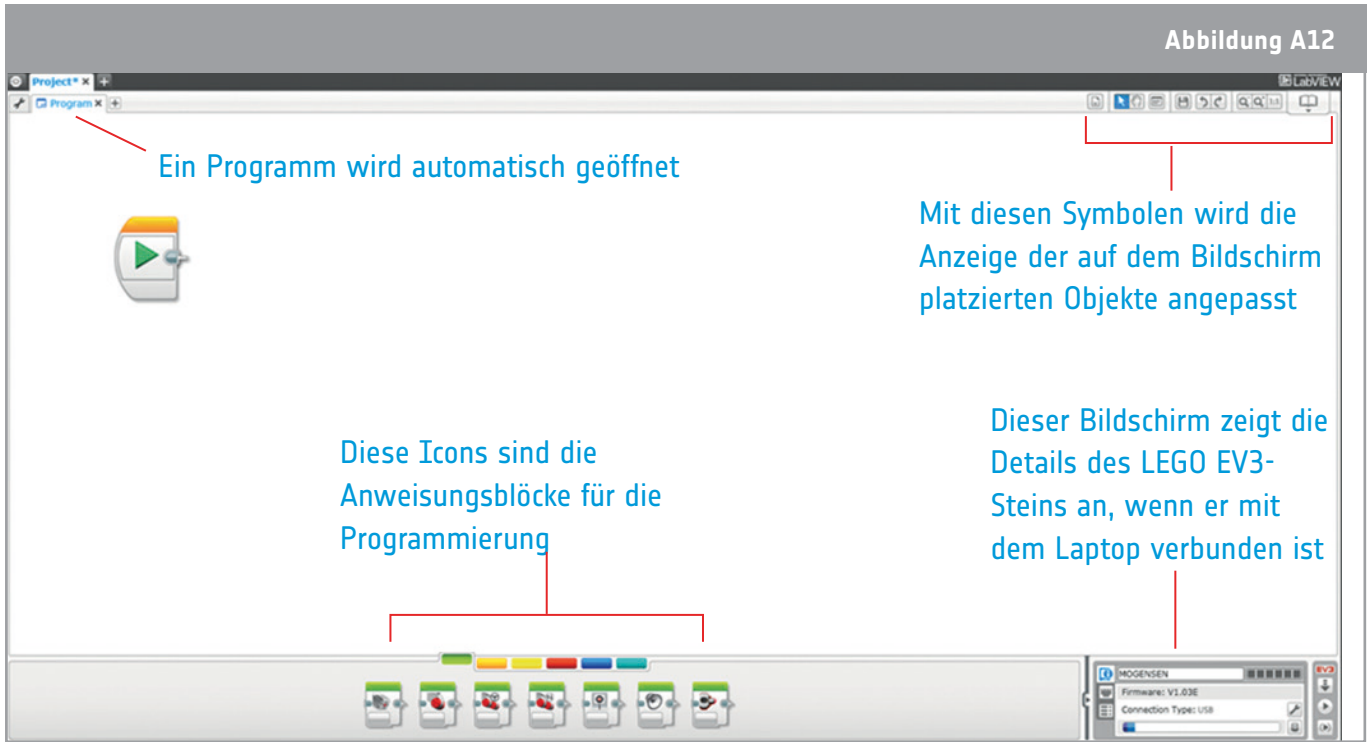 Abbildung A12
Project*
LabVIEW
Program
Ein Programm wird automatisch geöffnet
Mit diesen Symbolen wird die
Anzeige der auf dem Bildschirm
platzierten Objekte angepasst
Diese Icons sind die
Anweisungsblöcke für die
Programmierung
Dieser Bildschirm zeigt die
Details des LEGO EV3-
Steins an, wenn er mit
dem Laptop verbunden ist
MOGENSEN
EV3
Firmware: V1.03E
Connection Type: USB